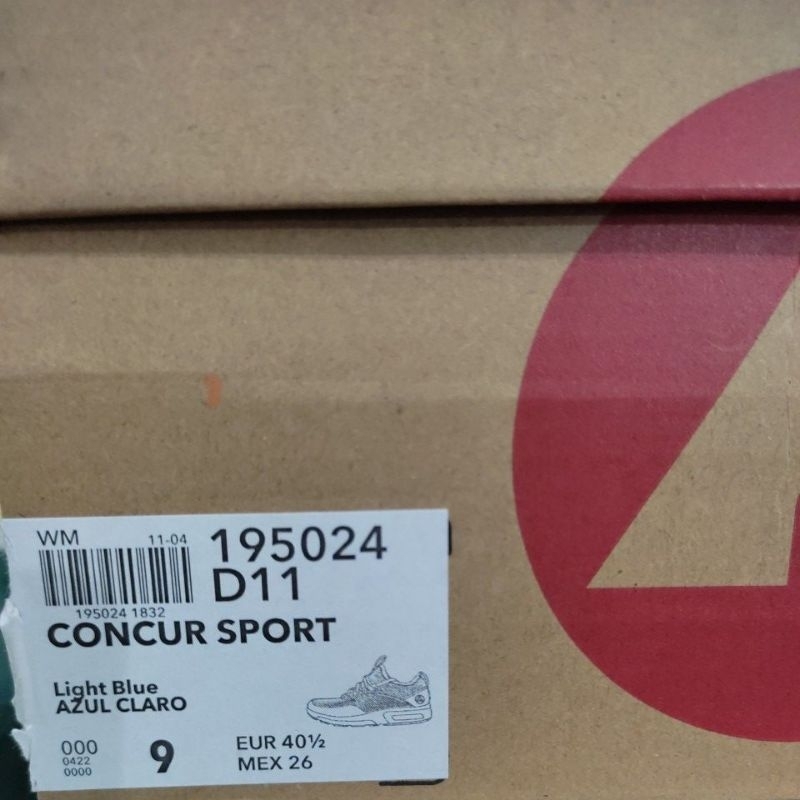 WM 11-04 195024
D11
195024 1832
CONCUR SPORT
Light Blue
AZUL CLARO
000
0422
0000
9
EUR 40½
MEX 26